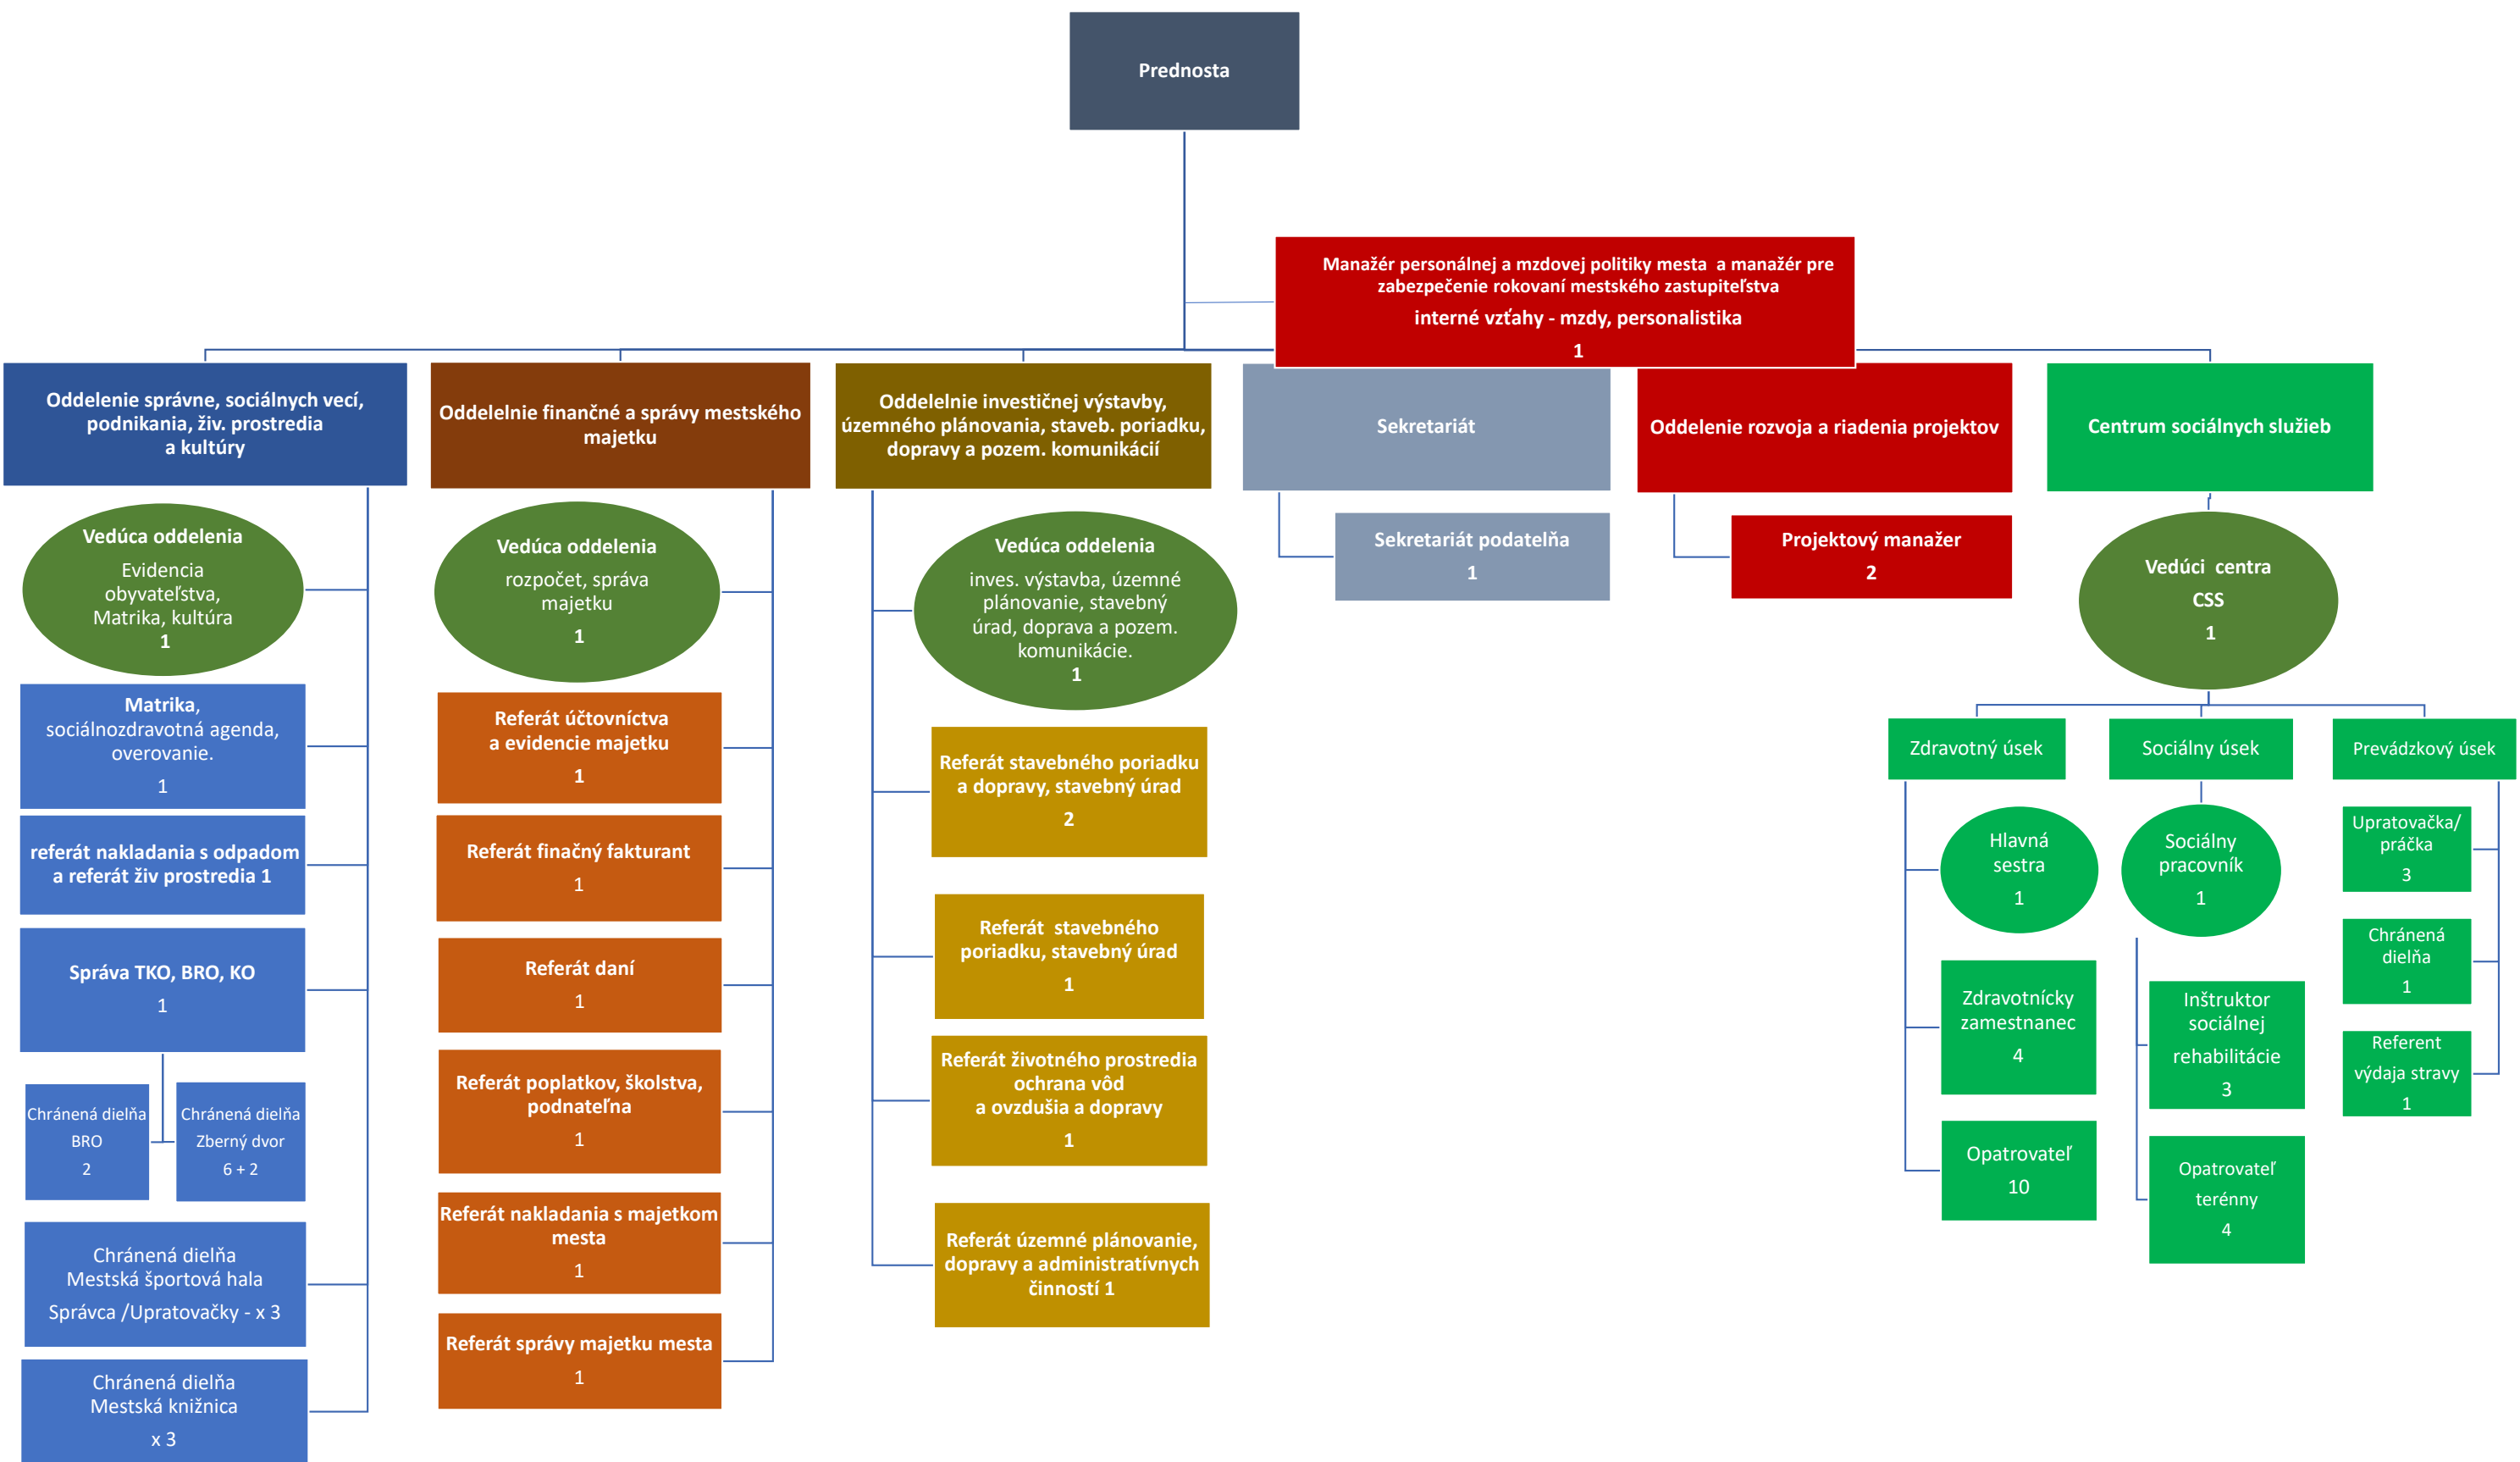 Prednosta
Manažér personálnej a mzdovej politiky mesta a manažér pre
zabezpečenie rokovaní mestského zastupiteľstva
interné vzťahy - mzdy, personalistika
1
Oddelenie správne, sociálnych vecí,
podnikania, živ. prostredia
a kultúry
Vedúca oddelenia
Evidencia
obyvateľstva,
Matrika, kultúra
1
Matrika,
sociálnozdravotná agenda,
overovanie.
1
referát nakladania s odpadom
a referát živ prostredia 1
Správa TKO, BRO, KO
1
Chránená dielňa
BRO
2
Chránená dielňa
Zberný dvor
6 + 2
Chránená dielňa
Mestská športová hala
Správca /Upratovačky - x 3
Chránená dielňa
Mestská knižnica
x 3
Oddelelnie finančné a správy mestského
majetku
Vedúca oddelenia
rozpočet, správa
majetku
1
Referát účtovníctva
a evidencie majetku
1
Referát finačný fakturant
1
Referát daní
1
Referát poplatkov, školstva,
podnateľna
1
Referát nakladania s majetkom
mesta
1
Referát správy majetku mesta
1
Oddelelnie investičnej výstavby,
územného plánovania, staveb. poriadku,
dopravy a pozem. komunikácií
Vedúca oddelenia
inves. výstavba, územné
plánovanie, stavebný
úrad, doprava a pozem.
komunikácie.
1
Referát stavebného poriadku
a dopravy, stavebný úrad
2
Referát stavebného
poriadku, stavebný úrad
1
Referát životného prostredia
ochrana vôd
a ovzdušia a dopravy
1
Referát územné plánovanie,
dopravy a administratívnych
činností 1
Sekretariát
Sekretariát podatelňa
1
Oddelenie rozvoja a riadenia projektov
Projektový manažer
2
Centrum sociálnych služieb
Vedúci centra
CSS
1
Zdravotný úsek
Hlavná
sestra
1
Zdravotnícky
zamestnanec
4
Opatrovateľ
10
Sociálny úsek
Sociálny
pracovník
1
Inštruktor
sociálnej
rehabilitácie
3
Opatrovateľ
terénny
4
Prevádzkový úsek
Upratovačka/
práčka
3
Chránená
dielňa
1
Referent
výdaja stravy
1